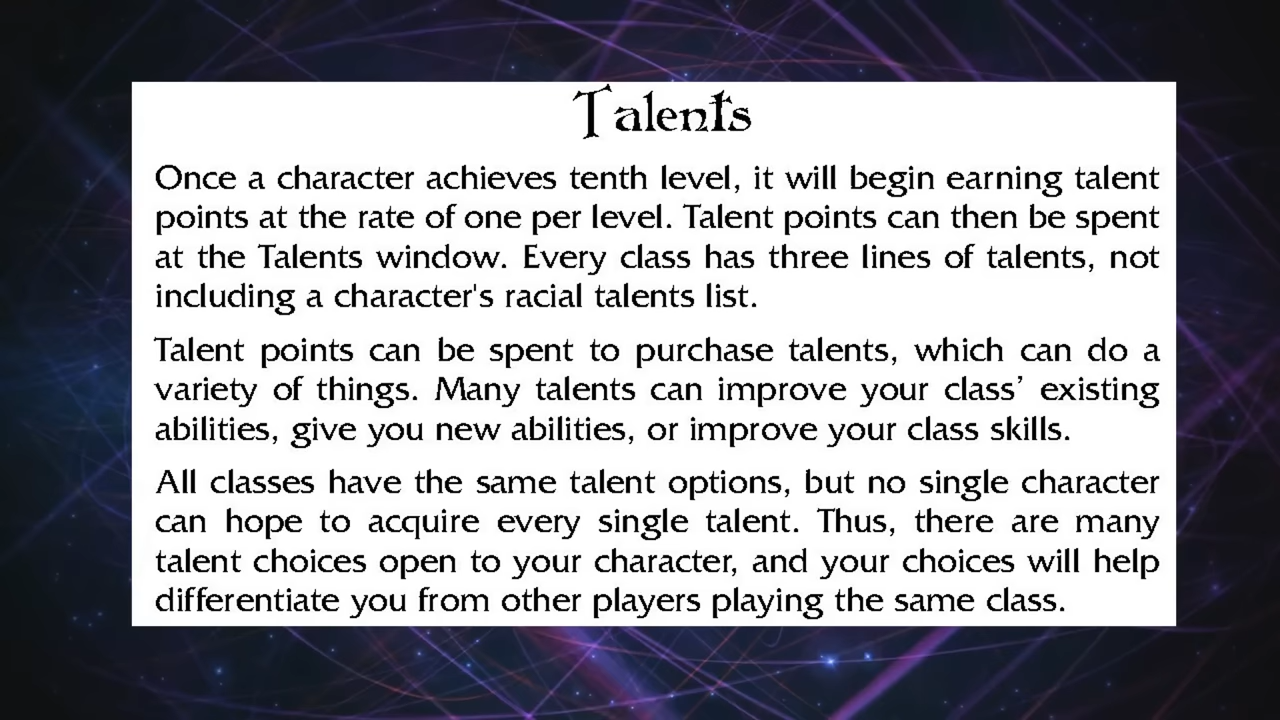 Talents
Once a character achieves tenth level, it will begin earning talent
points at the rate of one per level. Talent points can then be spent
at the Talents window. Every class has three lines of talents, not
including a character's racial talents list.
Talent points can be spent to purchase talents, which can do a
variety of things. Many talents can improve your class’ existing
abilities, give you new abilities, or improve your class skills.
All classes have the same talent options, but no single character
can hope to acquire every single talent. Thus, there are many
talent choices open to your character, and your choices will help
differentiate you from other players playing the same class.